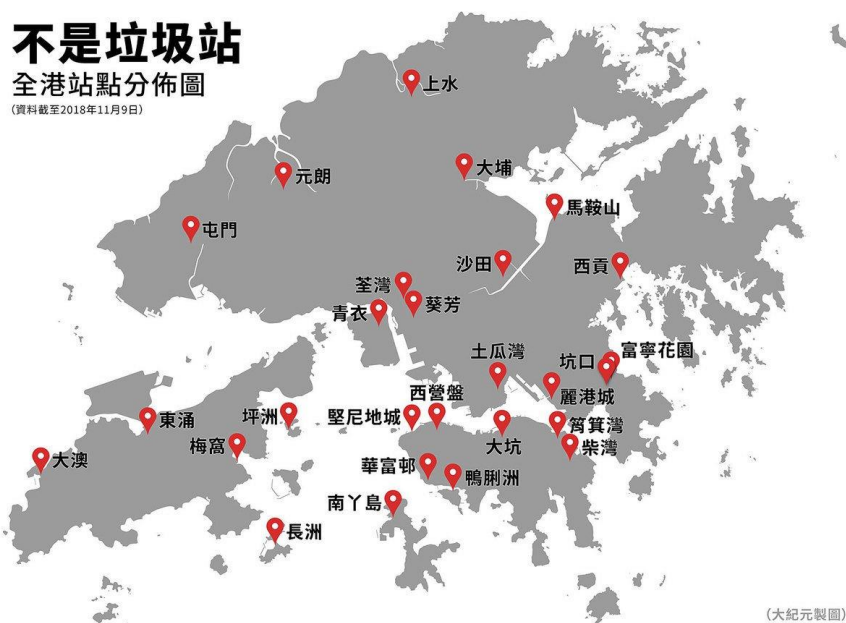 不是垃圾站
全港站點分佈圖
(資料截至2018年11月9日)
上水
大埔
元朗
馬鞍山
屯門
沙田
西貢
荃灣
葵芳
青衣
土瓜灣
富寧花園
坑口
麗港城
西營盤
坪洲
堅尼地城
東涌
筲箕灣
大坑
梅窩
柴灣
大澳
華富邨
鴨脷洲
南丫島
長洲
(大紀元製圖)